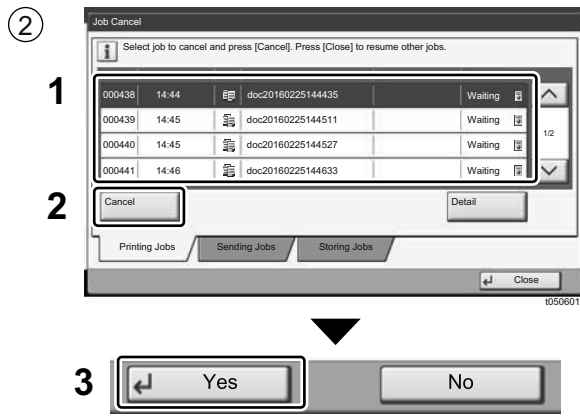 2
Job Cancel
i Select job to cancel and press [Cancel]. Press [Close] to resume other jobs.
1
000438 14:44 doc20160225144435 Waiting
000439 14:45 doc20160225144511 Waiting
1/2
000440 14:45 doc20160225144527 Waiting
000441 14:46 doc20160225144633 Waiting
2
Cancel Detail
Printing Jobs Sending Jobs Storing Jobs
Close
t050601
3 Yes No